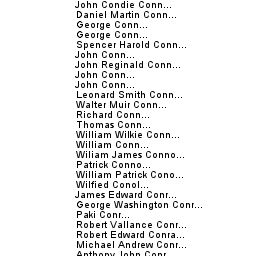 John Condie Conn...
Daniel Martin Conn...
George Conn...
George Conn...
Spencer Harold Conn...
John Conn...
John Reginald Conn...
John Conn...
John Conn...
Leonard Smith Conn...
Walter Muir Conn...
Richard Conn...
Thomas Conn...
William Wilkie Conn...
William Conn...
Wiliam James Conno...
Patrick Conno...
William Patrick Cono...
Wilfied Conol...
James Edward Conr...
George Washington Conr...
Paki Conr...
Robert Vallance Conr...
Robert Edward Conra...
Michael Andrew Conr...
Anthony John Conr